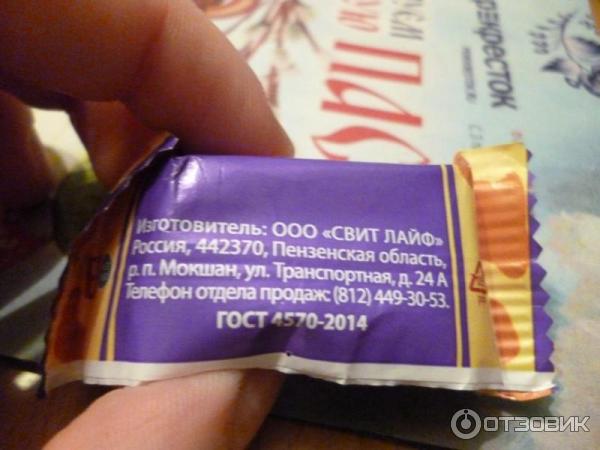 Изготовитель: ООО «СВИТ ЛАЙФ»
Россия, 442370, Пензенская область,
р. п. Мокшан, ул. Транспортная, д. 24 А
Телефон отдела продаж: (812) 449-30-53.
ГОСТ 4570-2014
ОТЗОВИК